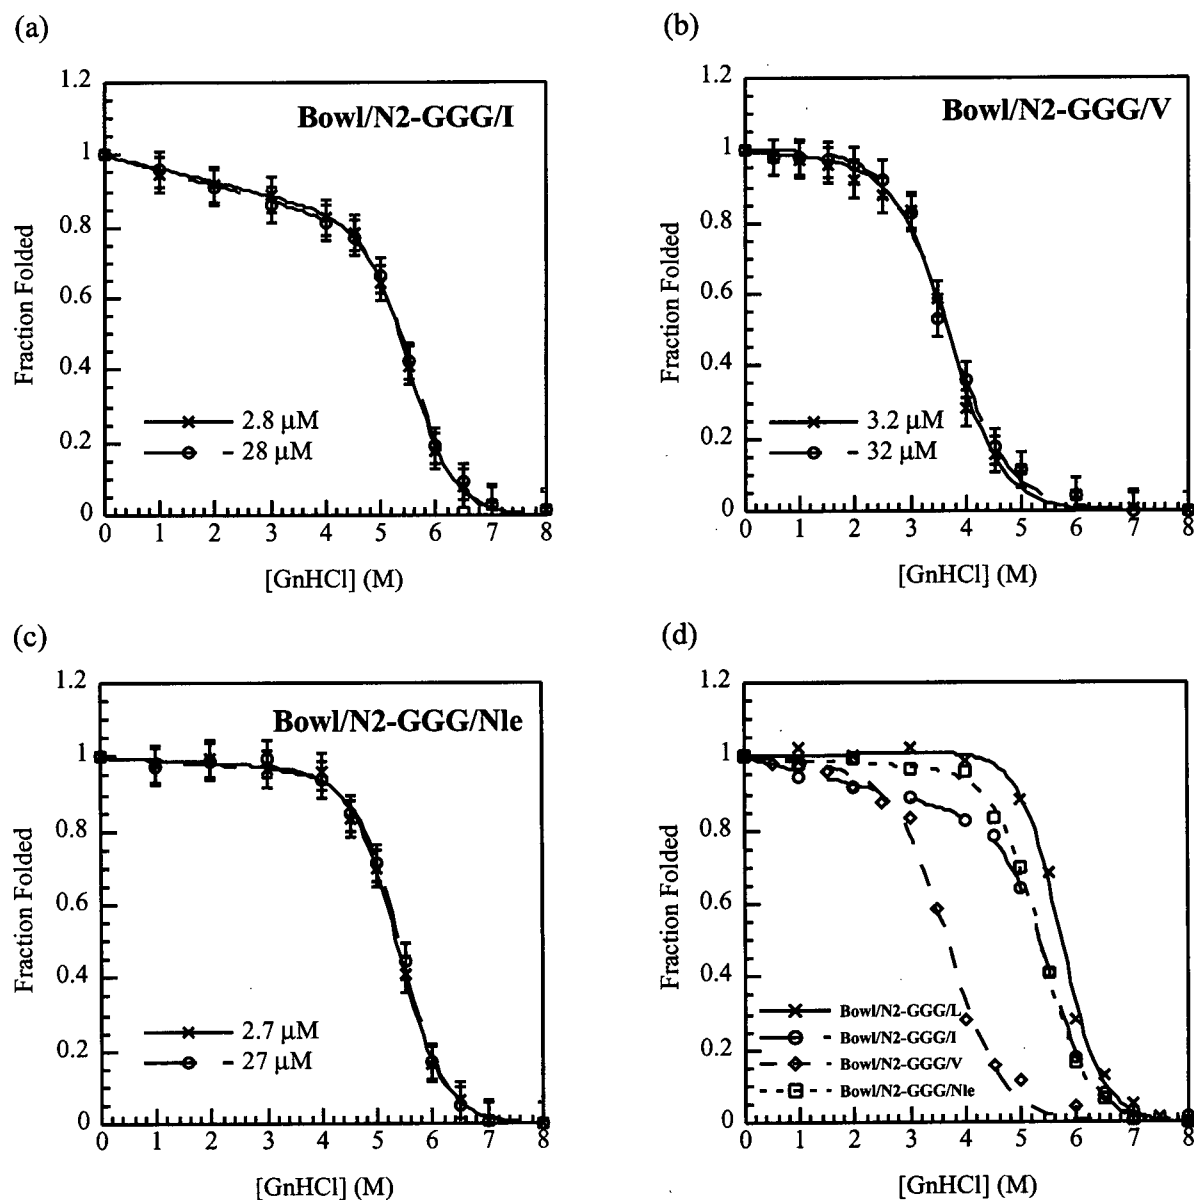 (a)
1.2
1
0.8
0.6
0.4
0.2
0
Fraction Folded
Bowl/N2-GGG/I
2.8 µM
28 µM
0 1 2 3 4 5 6 7 8
[GnHCl] (M)
(b)
1.2
1
0.8
0.6
0.4
0.2
0
Fraction Folded
Bowl/N2-GGG/V
3.2 µM
32 µM
0 1 2 3 4 5 6 7 8
[GnHCl] (M)
(c)
1.2
1
0.8
0.6
0.4
0.2
0
Fraction Folded
Bowl/N2-GGG/Nle
2.7 µM
27 µM
0 1 2 3 4 5 6 7 8
[GnHCl] (M)
(d)
1.2
1
0.8
0.6
0.4
0.2
0
Fraction Folded
Bowl/N2-GGG/L
Bowl/N2-GGG/I
Bowl/N2-GGG/V
Bowl/N2-GGG/Nle
0 1 2 3 4 5 6 7 8
[GnHCl] (M)